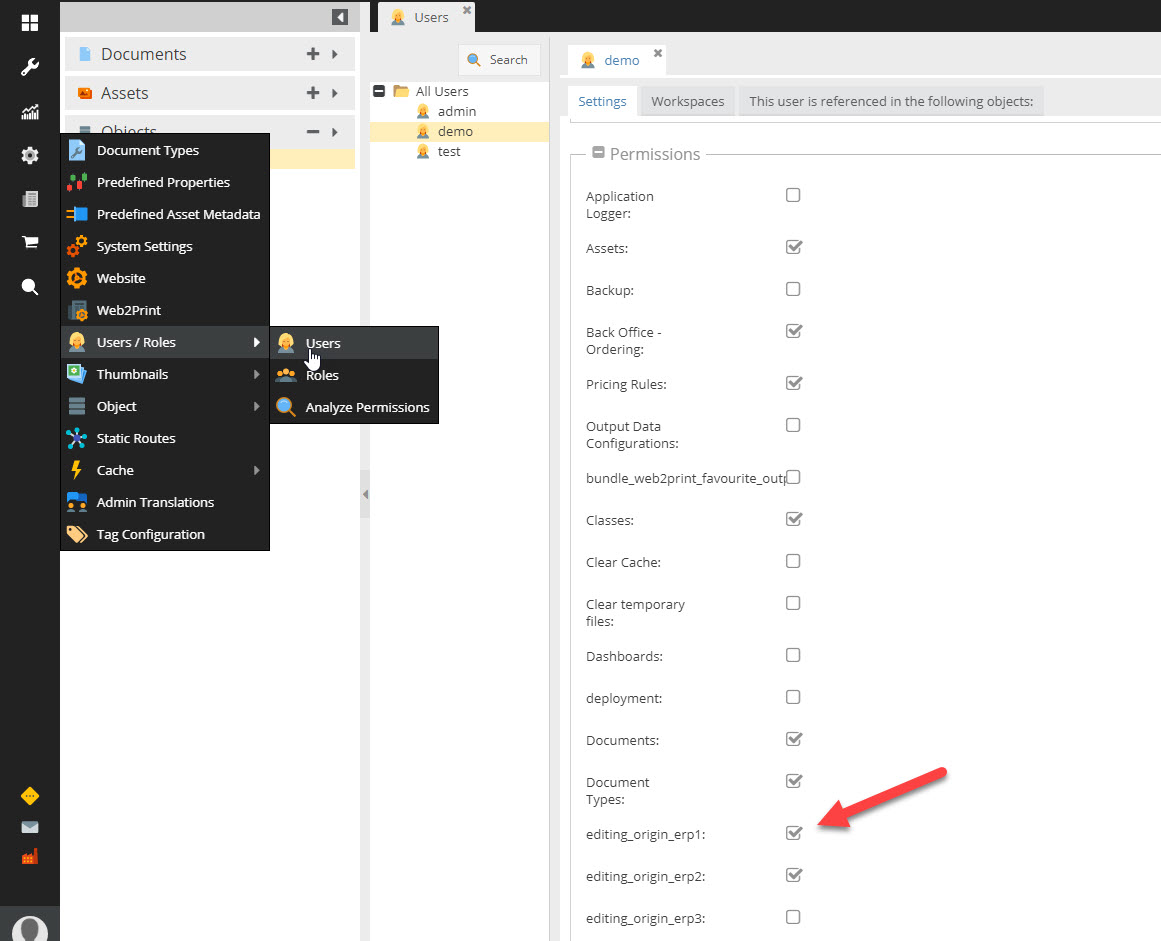 Documents
Assets
Objects
Document Types
Predefined Properties
Predefined Asset Metadata
System Settings
Website
Web2Print
Users / Roles
Thumbnails
Object
Static Routes
Cache
Admin Translations
Tag Configuration
Users
Roles
Analyze Permissions
Users
Search
All Users
admin
demo
test
demo
Settings
Workspaces
This user is referenced in the following objects:
Permissions
Application
Logger:
Assets:
Backup:
Back Office -
Ordering:
Pricing Rules:
Output Data
Configurations:
bundle_web2print_favourite_outp
Classes:
Clear Cache:
Clear temporary
files:
Dashboards:
deployment:
Documents:
Document
Types:
editing_origin_erp1:
editing_origin_erp2:
editing_origin_erp3: